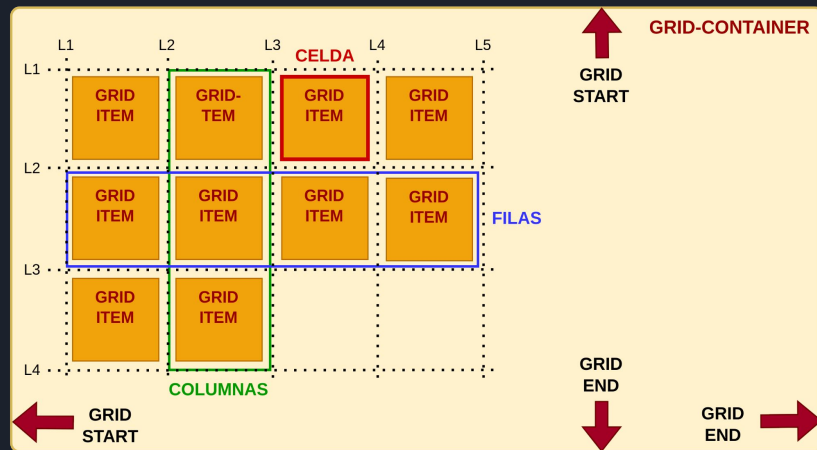 GRID-CONTAINER
L1 L2 L3 L4 L5
CELDA
L1
GRID
START
GRID
ITEM
GRID-
TEM
GRID
ITEM
GRID
ITEM
L2
GRID
ITEM
GRID
ITEM
GRID
ITEM
GRID
ITEM
FILAS
L3
GRID
ITEM
GRID
ITEM
L4
GRID
END
COLUMNAS
GRID
START
GRID
END